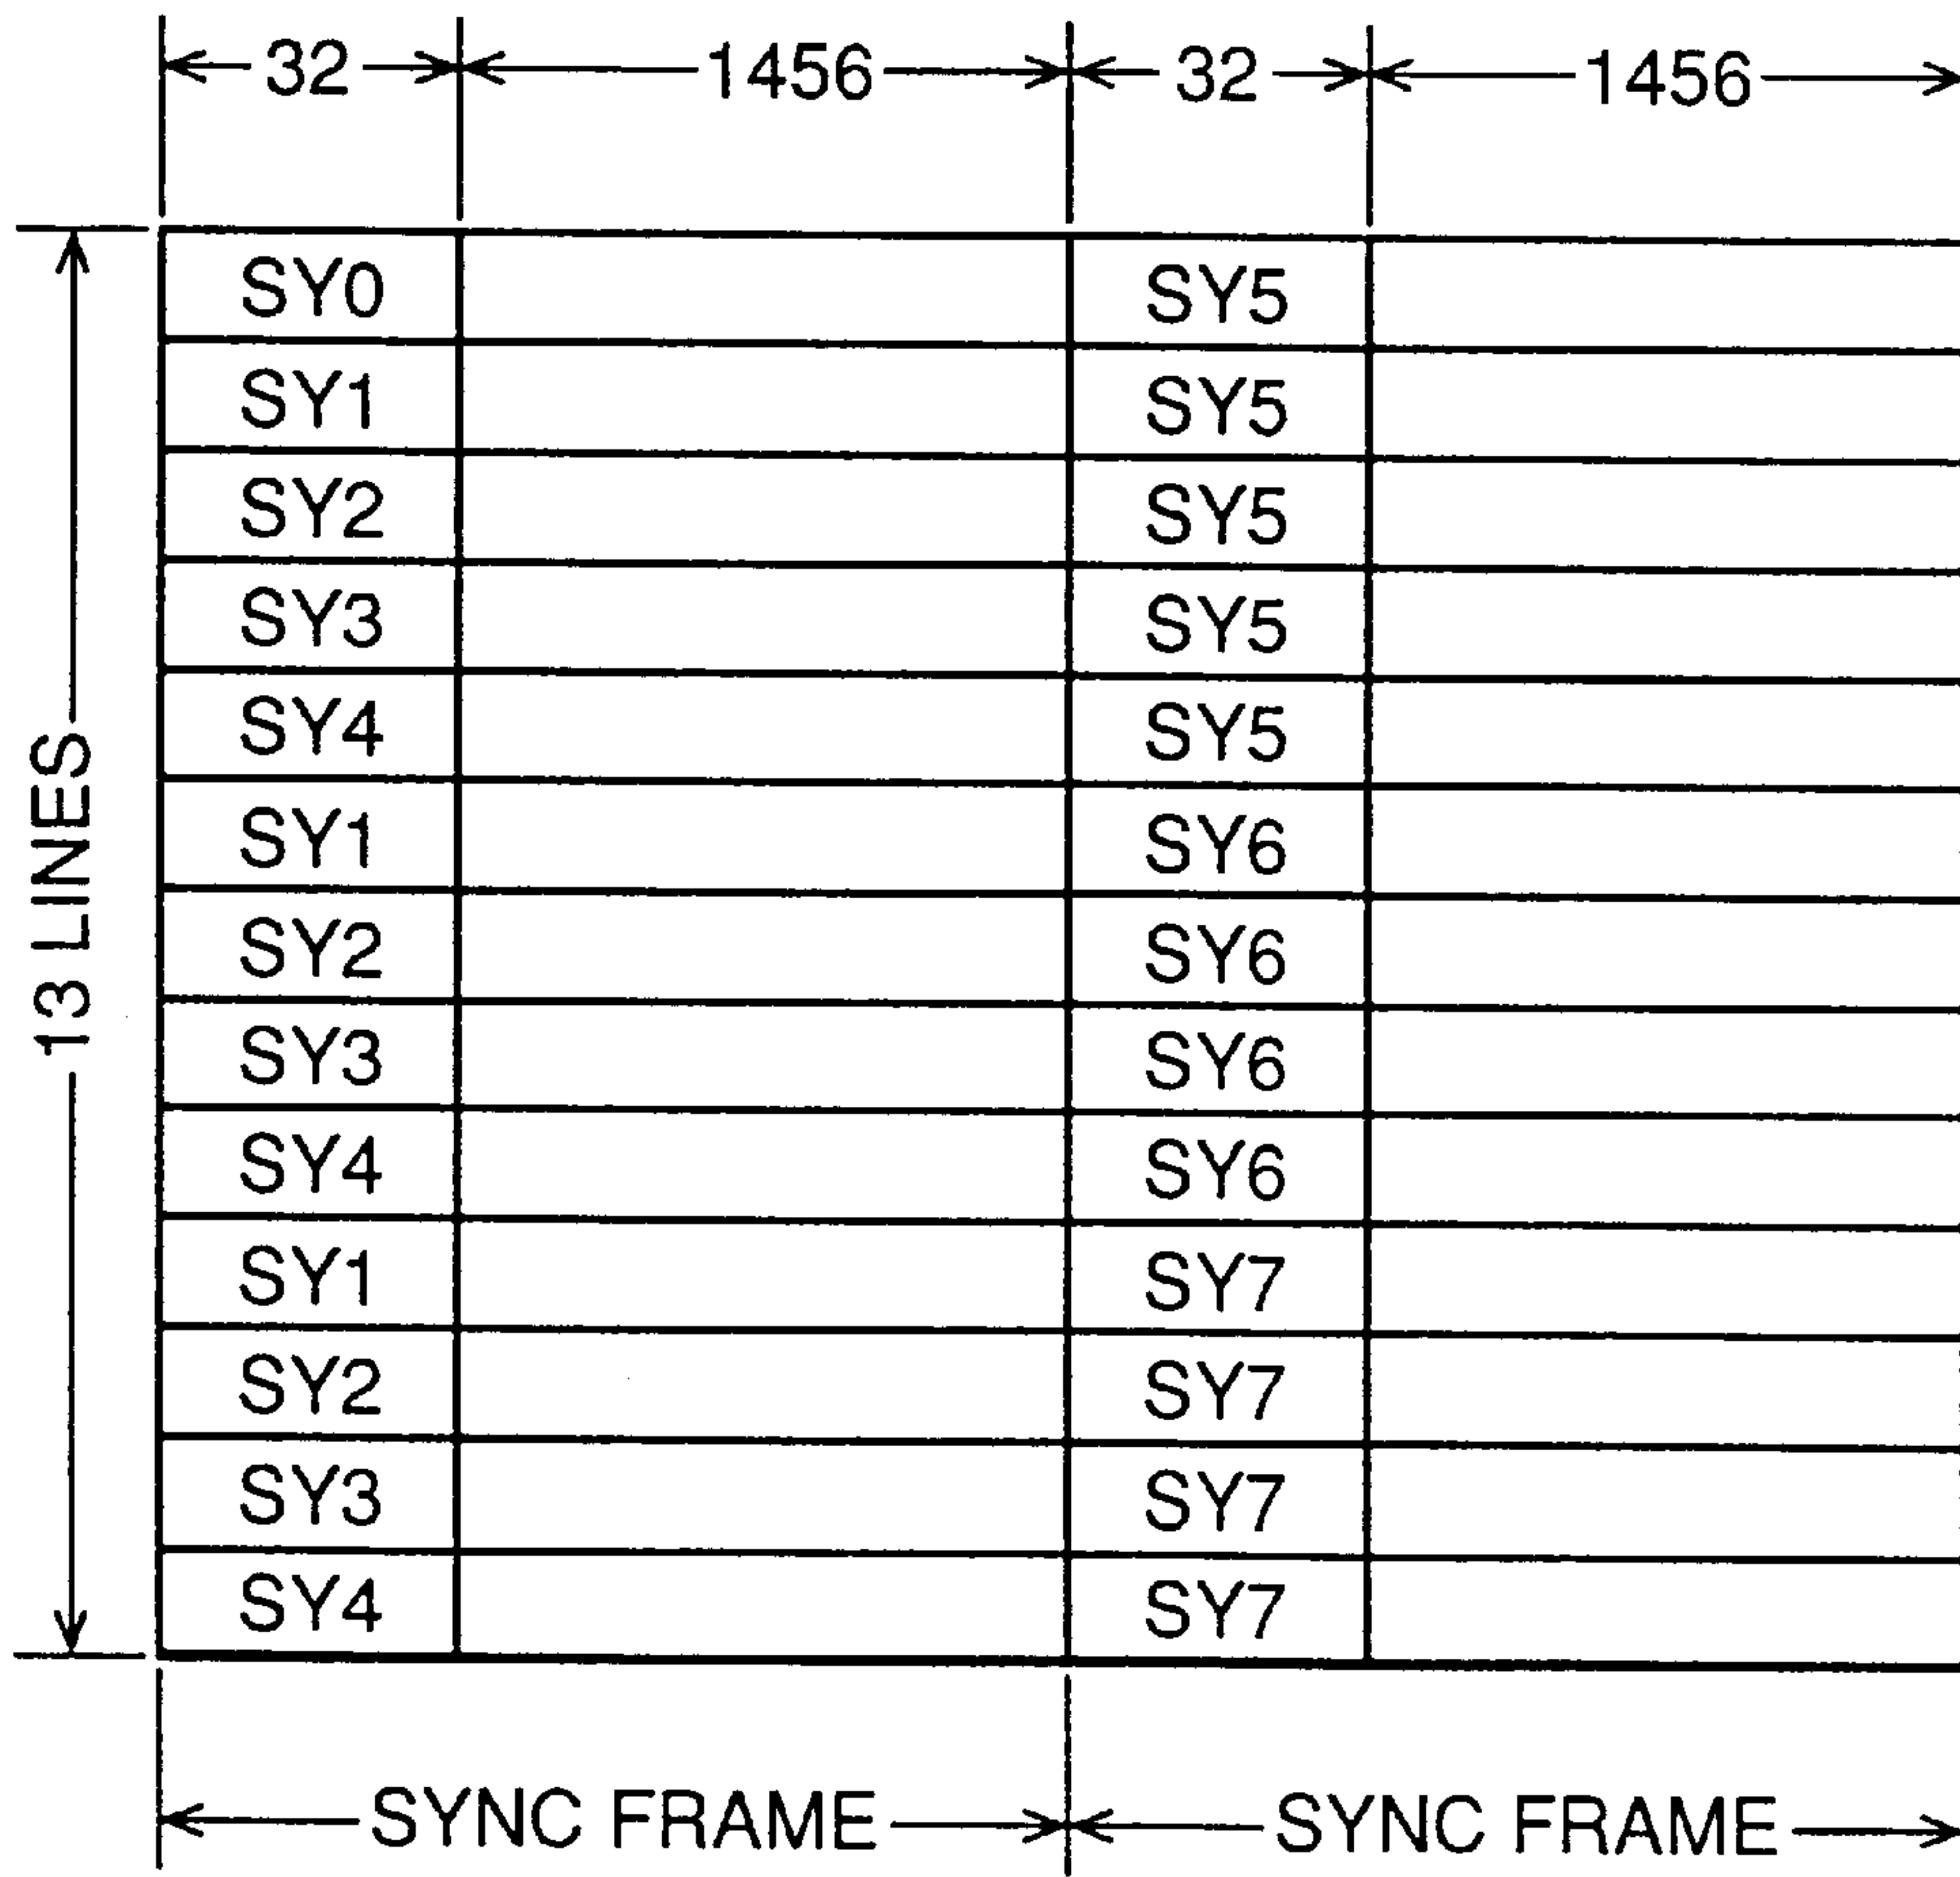 32 1456 32 1456
SY0 SY5
SY1 SY5
SY2 SY5
SY3 SY5
SY4 SY5
SY1 SY6
SY2 SY6
SY3 SY6
SY4 SY6
SY1 SY7
SY2 SY7
SY3 SY7
SY4 SY7
13 LINES
SYNC FRAME SYNC FRAME